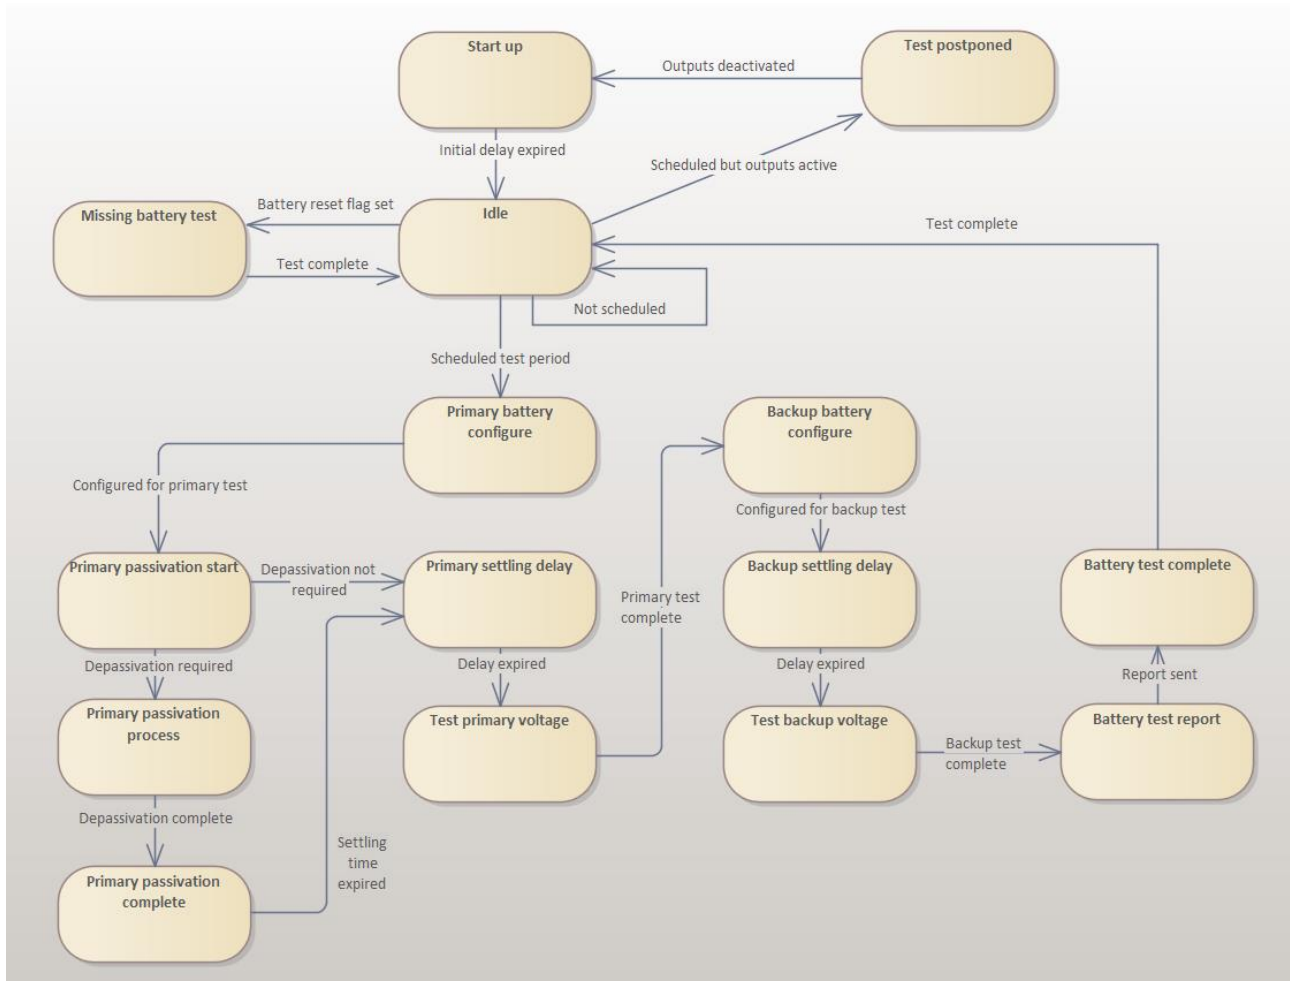 Start up
Test postponed
Outputs deactivated
Initial delay expired
Scheduled but outputs active
Battery reset flag set
Missing battery test
Idle
Test complete
Test complete
Not scheduled
Scheduled test period
Primary battery
configure
Backup battery
configure
Configured for primary test
Configured for backup test
Primary passivation start
Depassivation not
required
Primary settling delay
Primary test
complete
Backup settling delay
Battery test complete
Depassivation required
Delay expired
Delay expired
Report sent
Primary passivation
process
Test primary voltage
Test backup voltage
Backup test
complete
Battery test report
Depassivation complete
Settling
time
expired
Primary passivation
complete